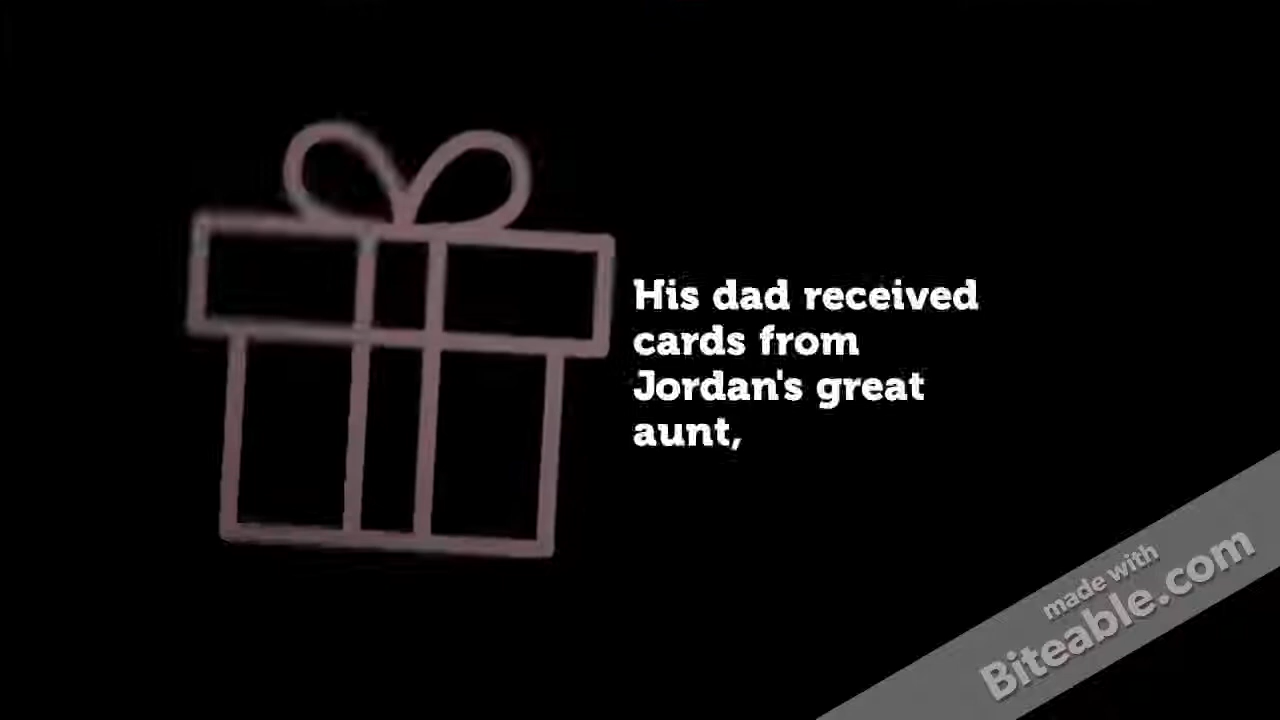 His dad received
cards from
Jordan's great
aunt,
made with
Biteable.com